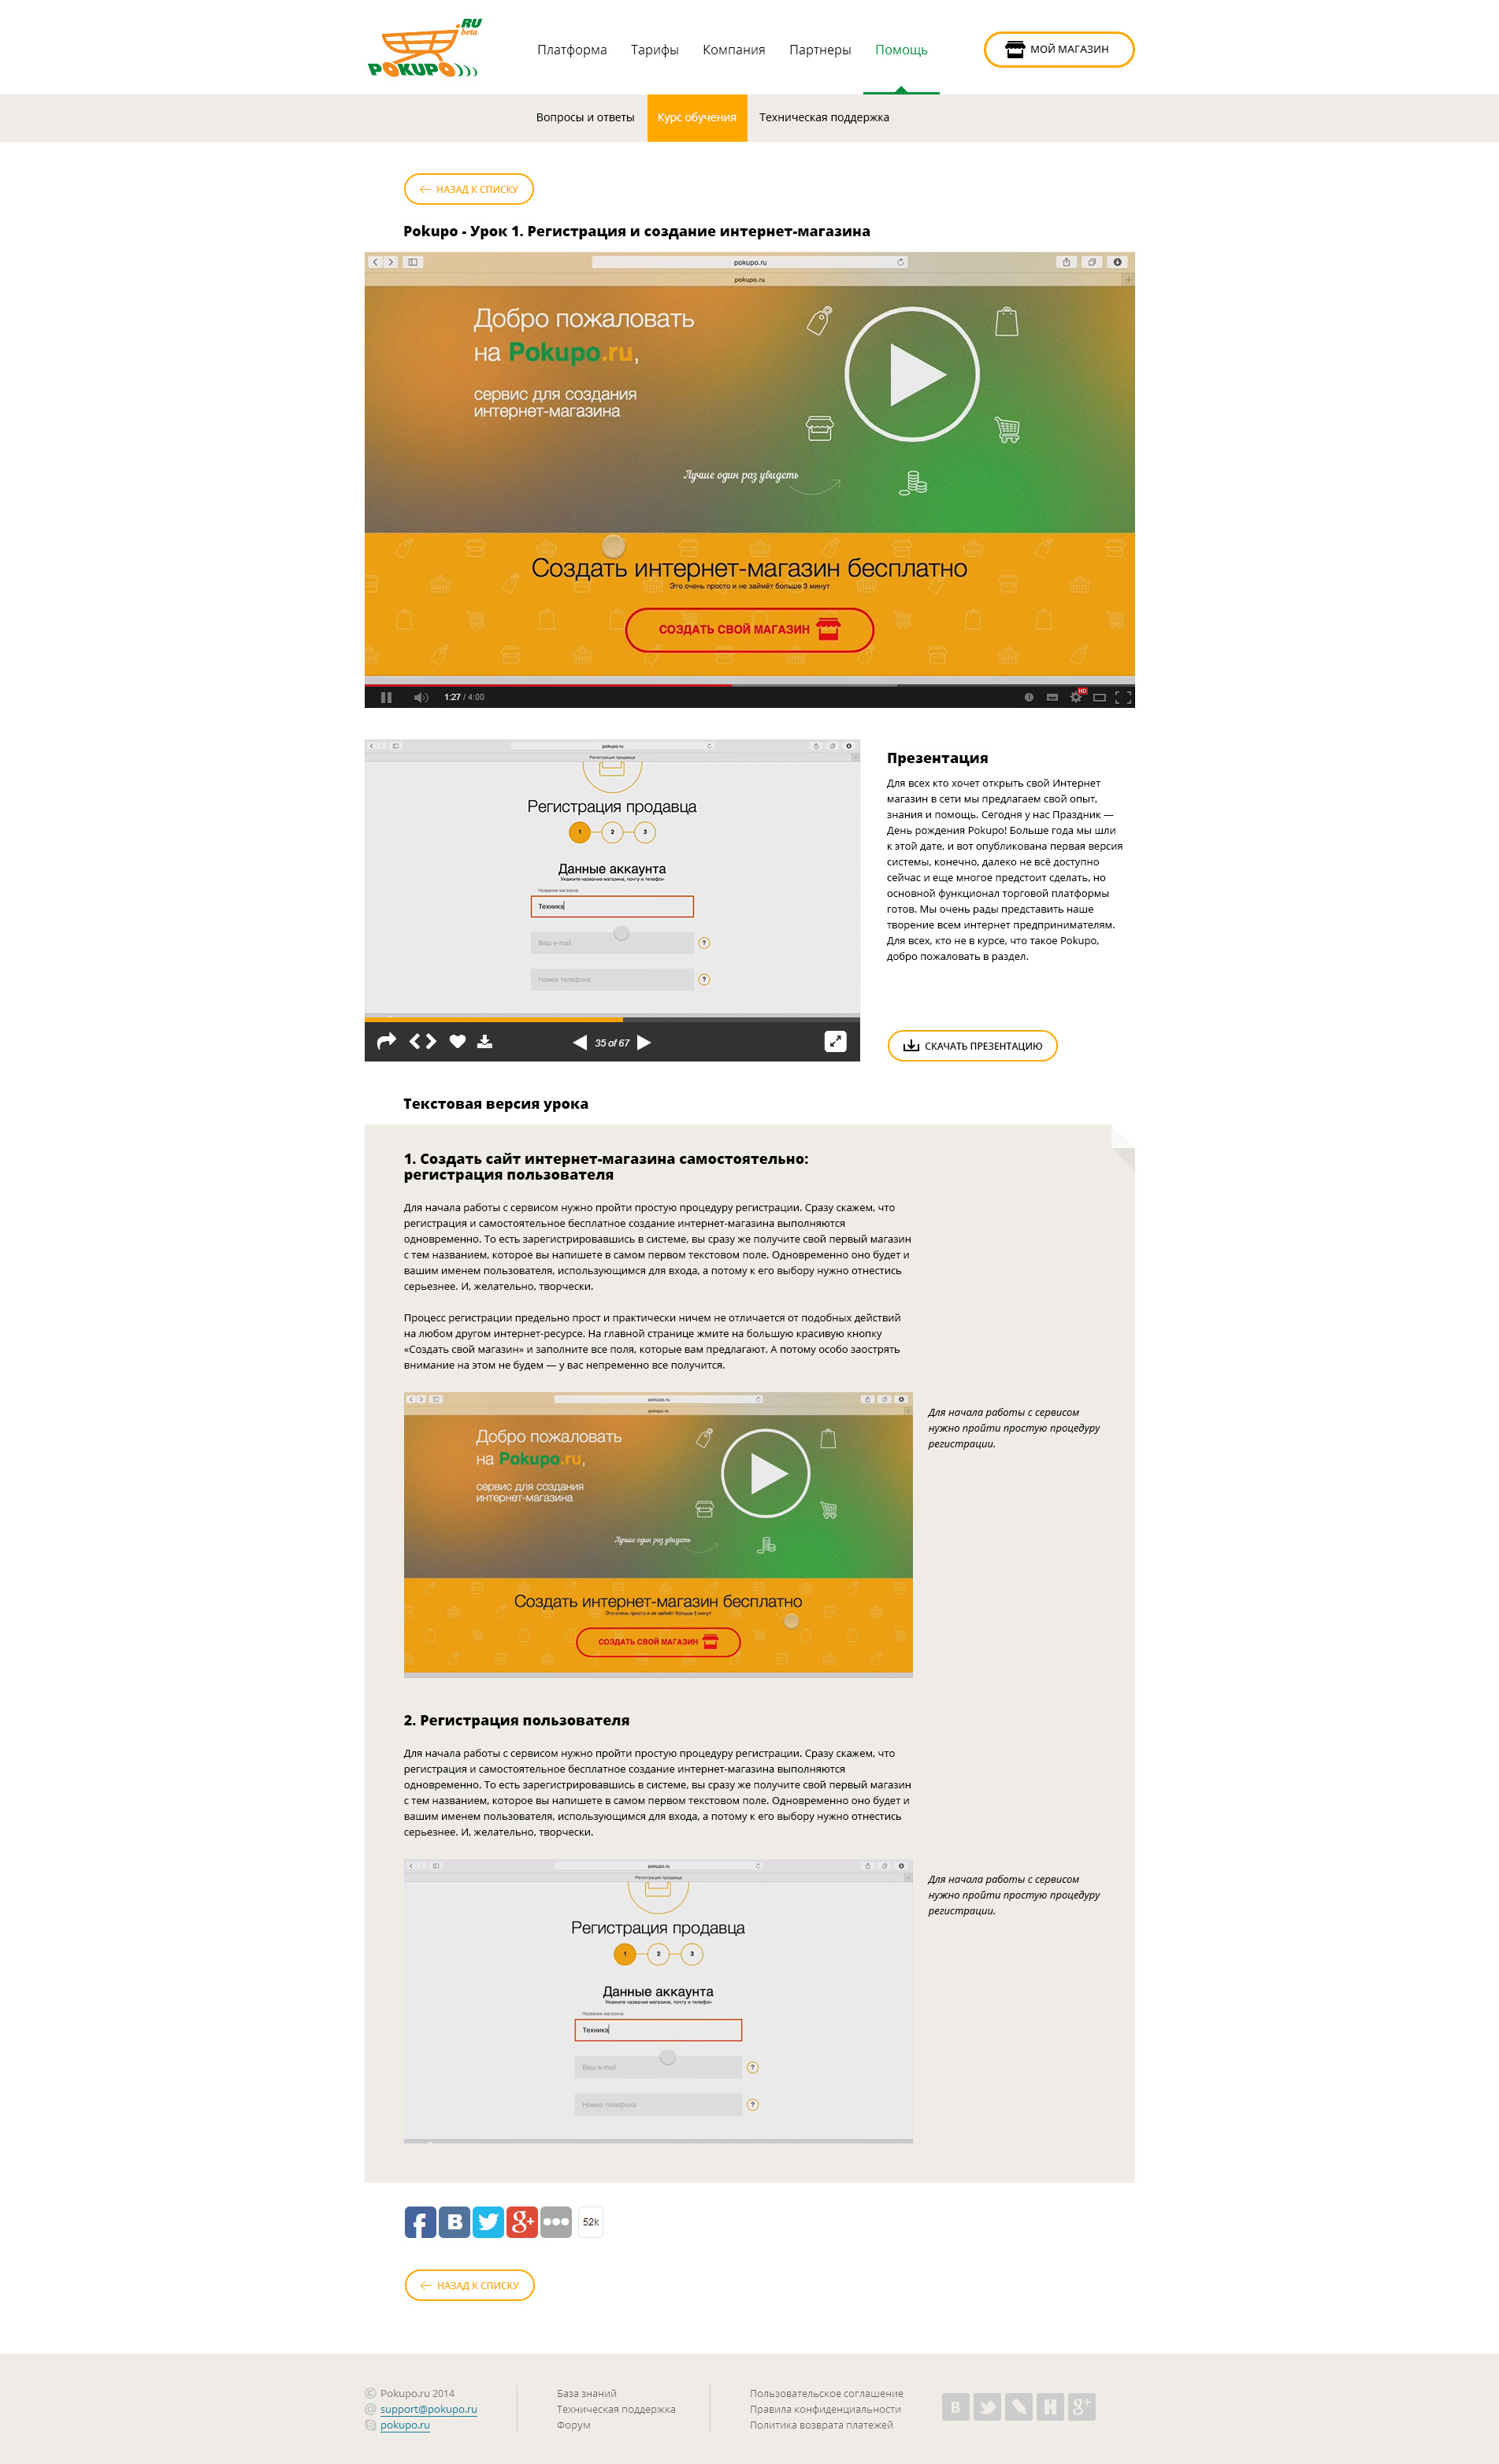 .RU
beta
POKUPO
Платформа
Тарифы
Компания
Партнеры
Помощь
МОЙ МАГАЗИН
Вопросы и ответы
Курс обучения
Техническая поддержка
НАЗАД К СПИСКУ
Pokupo - Урок 1. Регистрация и создание интернет-магазина
pokupo.ru
pokupo.ru
Добро пожаловать
на Pokupo.ru,
сервис для создания
интернет-магазина
Лучше один раз увидеть
Создать интернет-магазин бесплатно
Это очень просто и не займёт больше 3 минут
СОЗДАТЬ СВОЙ МАГАЗИН
1:27 / 4:00
HD
pokupo.ru
Регистрация продавца
Регистрация продавца
1
2
3
Данные аккаунта
Укажите название магазина, почту и телефон
Название магазина
Техника
Ваш e-mail
?
Номер телефона
?
35 of 67
Презентация
Для всех кто хочет открыть свой Интернет
магазин в сети мы предлагаем свой опыт,
знания и помощь. Сегодня у нас Праздник —
День рождения Pokupo! Больше года мы шли
к этой дате, и вот опубликована первая версия
системы, конечно, далеко не всё доступно
сейчас и еще многое предстоит сделать, но
основной функционал торговой платформы
готов. Мы очень рады представить наше
творение всем интернет предпринимателям.
Для всех, кто не в курсе, что такое Pokupo,
добро пожаловать в раздел.
СКАЧАТЬ ПРЕЗЕНТАЦИЮ
Текстовая версия урока
1. Создать сайт интернет-магазина самостоятельно:
регистрация пользователя
Для начала работы с сервисом нужно пройти простую процедуру регистрации. Сразу скажем, что
регистрация и самостоятельное бесплатное создание интернет-магазина выполняются
одновременно. То есть зарегистрировавшись в системе, вы сразу же получите свой первый магазин
с тем названием, которое вы напишете в самом первом текстовом поле. Одновременно оно будет и
вашим именем пользователя, использующимся для входа, а потому к его выбору нужно отнестись
серьезнее. И, желательно, творчески.
Процесс регистрации предельно прост и практически ничем не отличается от подобных действий
на любом другом интернет-ресурсе. На главной странице жмите на большую красивую кнопку
«Создать свой магазин» и заполните все поля, которые вам предлагают. А потому особо заострять
внимание на этом не будем — у вас непременно все получится.
pokupo.ru
pokupo.ru
Добро пожаловать
на Pokupo.ru,
сервис для создания
интернет-магазина
Лучше один раз увидеть
Создать интернет-магазин бесплатно
Это очень просто и не займёт больше 3 минут
СОЗДАТЬ СВОЙ МАГАЗИН
Для начала работы с сервисом
нужно пройти простую процедуру
регистрации.
2. Регистрация пользователя
Для начала работы с сервисом нужно пройти простую процедуру регистрации. Сразу скажем, что
регистрация и самостоятельное бесплатное создание интернет-магазина выполняются
одновременно. То есть зарегистрировавшись в системе, вы сразу же получите свой первый магазин
с тем названием, которое вы напишете в самом первом текстовом поле. Одновременно оно будет и
вашим именем пользователя, использующимся для входа, а потому к его выбору нужно отнестись
серьезнее. И, желательно, творчески.
pokupo.ru
Регистрация продавца
Регистрация продавца
1
2
3
Данные аккаунта
Укажите название магазина, почту и телефон
Название магазина
Техника
Ваш e-mail
?
Номер телефона
?
Для начала работы с сервисом
нужно пройти простую процедуру
регистрации.
52k
НАЗАД К СПИСКУ
© Pokupo.ru 2014
@ support@pokupo.ru
pokupo.ru
База знаний
Техническая поддержка
Форум
Пользовательское соглашение
Правила конфиденциальности
Политика возврата платежей